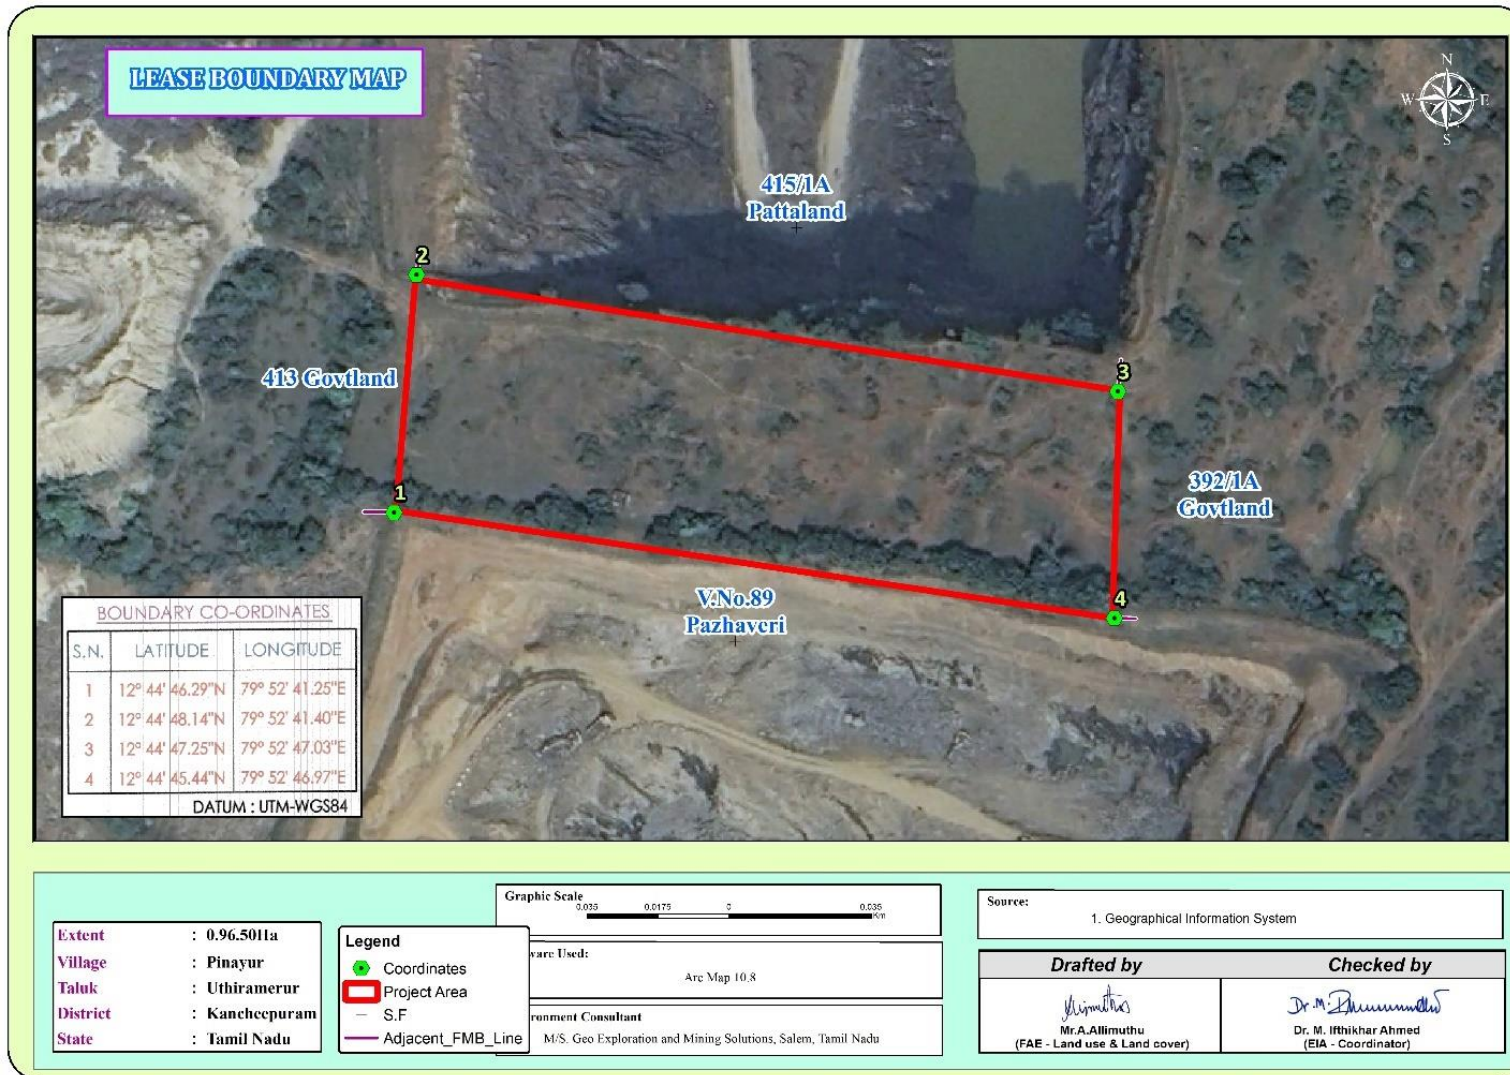 LEASE BOUNDARY MAP
N
W E
S
415/1A
Pattaland
2
413 Govtland
3
1
392/1A
Govtland
V.No.89
Pazhaveri
4
BOUNDARY CO-ORDINATES
S.N. LATITUDE LONGITUDE
1 12° 44' 46.29"N 79° 52' 41.25"E
2 12° 44' 48.14"N 79° 52' 41.40"E
3 12° 44' 47.25"N 79° 52' 47.03"E
4 12° 44' 45.44"N 79° 52' 46.97"E
DATUM : UTM-WGS84
Extent : 0.96.50Ha
Village : Pinayur
Taluk : Uthiramerur
District : Kancheepuram
State : Tamil Nadu
Legend
Coordinates
Project Area
S.F
Adjacent_FMB_Line
Graphic Scale
0.035 0.0175 0 0.035
Km
ware Used:
Arc Map 10.8
ronment Consultant
M/S. Geo Exploration and Mining Solutions, Salem, Tamil Nadu
Source:
1. Geographical Information System
Drafted by Checked by
Mr.A.Allimuthu
(FAE - Land use & Land cover)
Dr. M. Ifthikhar Ahmed
(EIA - Coordinator)